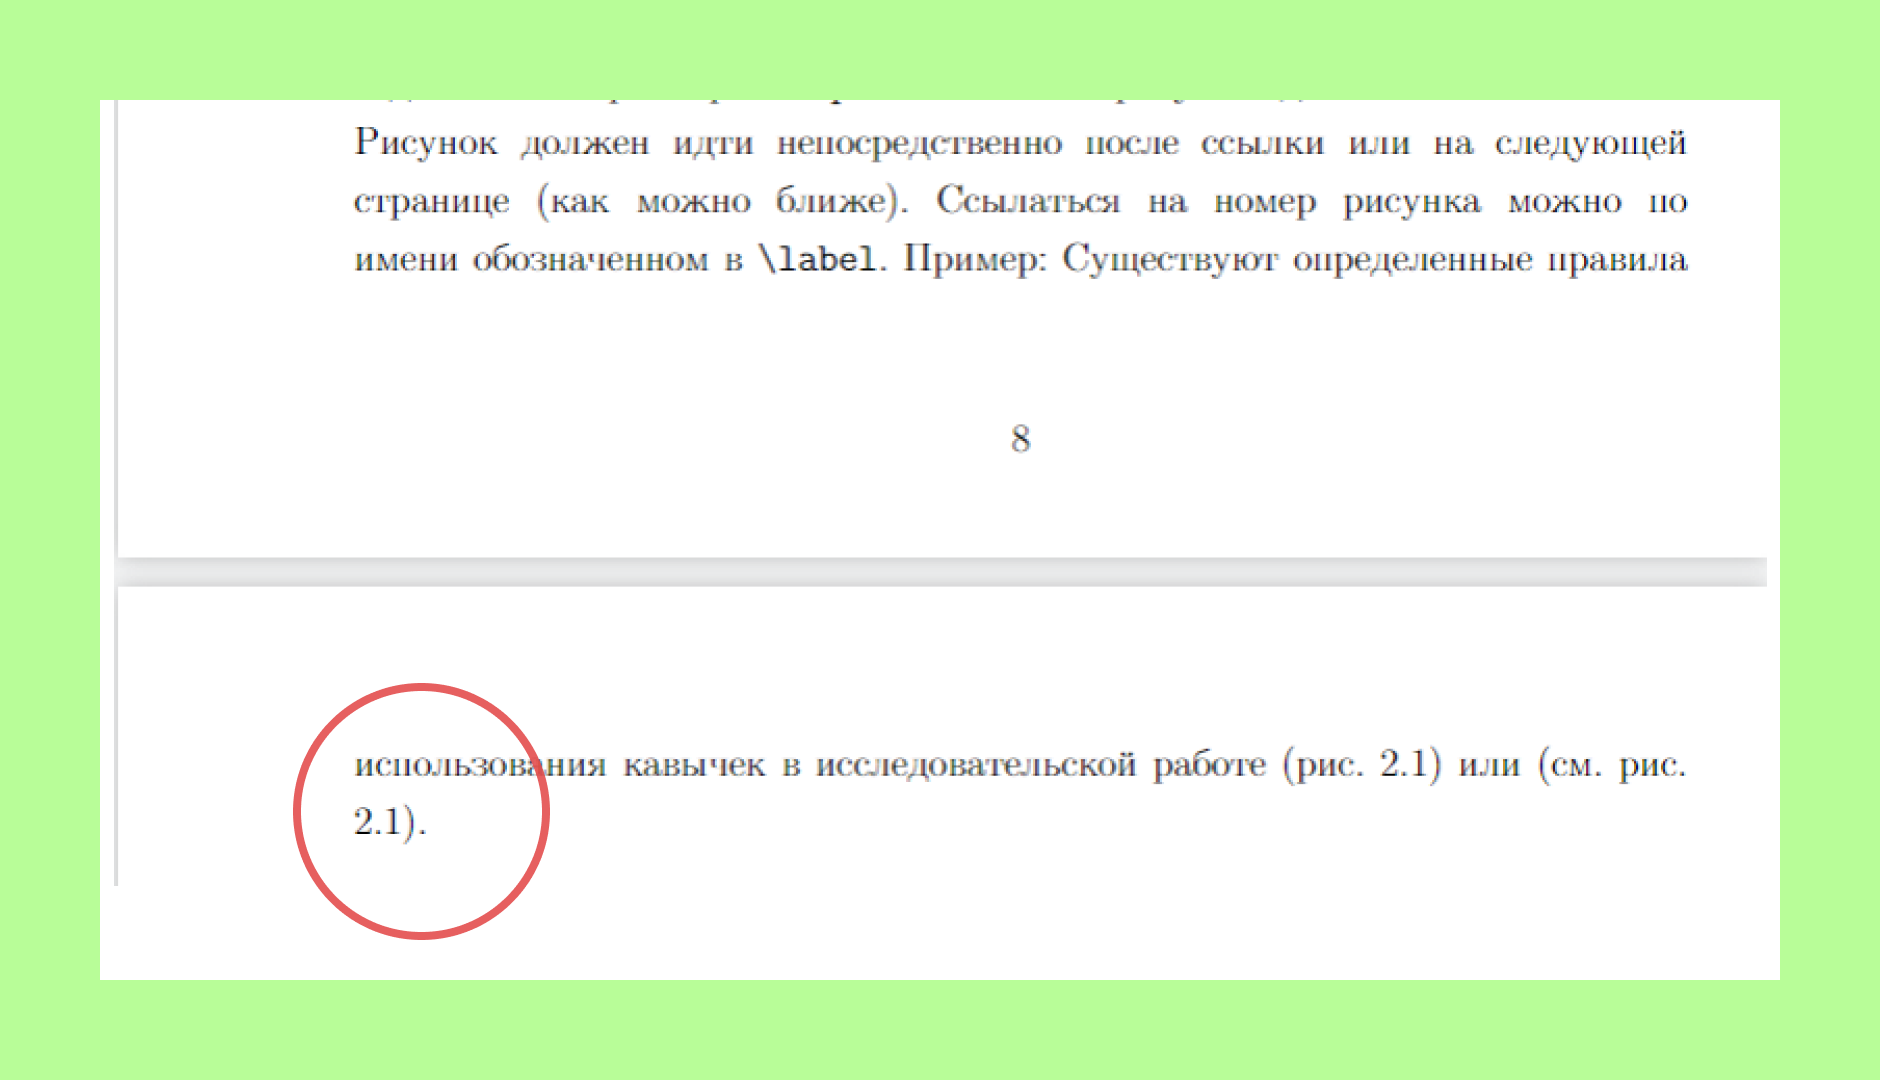 Рисунок должен идти непосредственно после ссылки или на следующей
странице (как можно ближе). Ссылаться на номер рисунка можно по
имени обозначенном в \label. Пример: Существуют определенные правила
8
использования кавычек в исследовательской работе (рис. 2.1) или (см. рис.
2.1).